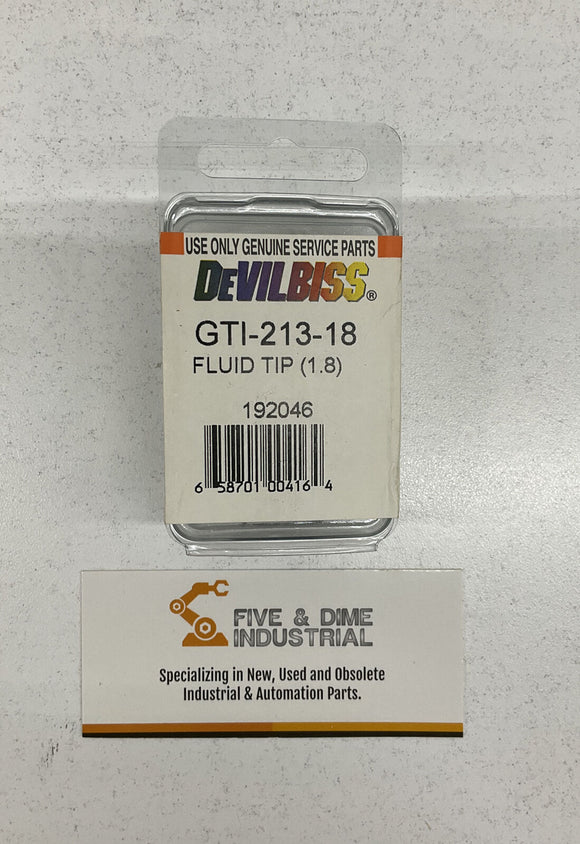 USE ONLY GENUINE SERVICE PARTS
DEVILBISS®
GTI-213-18
FLUID TIP (1.8)
192046
6 58701 00416 4
FIVE & DIME
INDUSTRIAL
Specializing in New, Used and Obsolete
Industrial & Automation Parts.